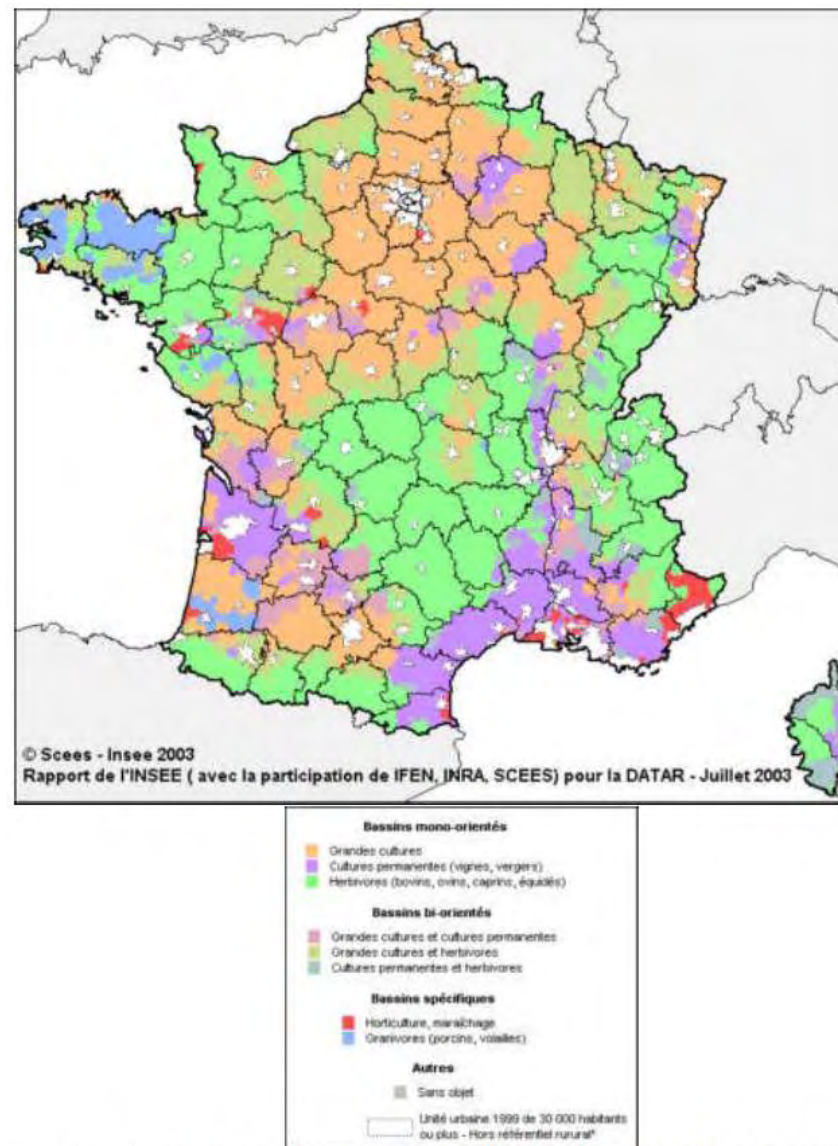 © Scees - Insee 2003
Rapport de l'INSEE ( avec la participation de IFEN, INRA, SCEES) pour la DATAR - Juillet 2003
Bassins mono-orientés
Grandes cultures
Cultures permanentes (vignes, vergers)
Herbivores (bovins, ovins, caprins, équidés)
Bassins bi-orientés
Grandes cultures et cultures permanentes
Grandes cultures et herbivores
Cultures permanentes et herbivores
Bassins spécifiques
Horticulture, maraîchage
Granivores (porcins, volailles)
Autres
Sans objet
Unité urbaine 1999 de 30 000 habitants
ou plus - Hors référentiel rurural*